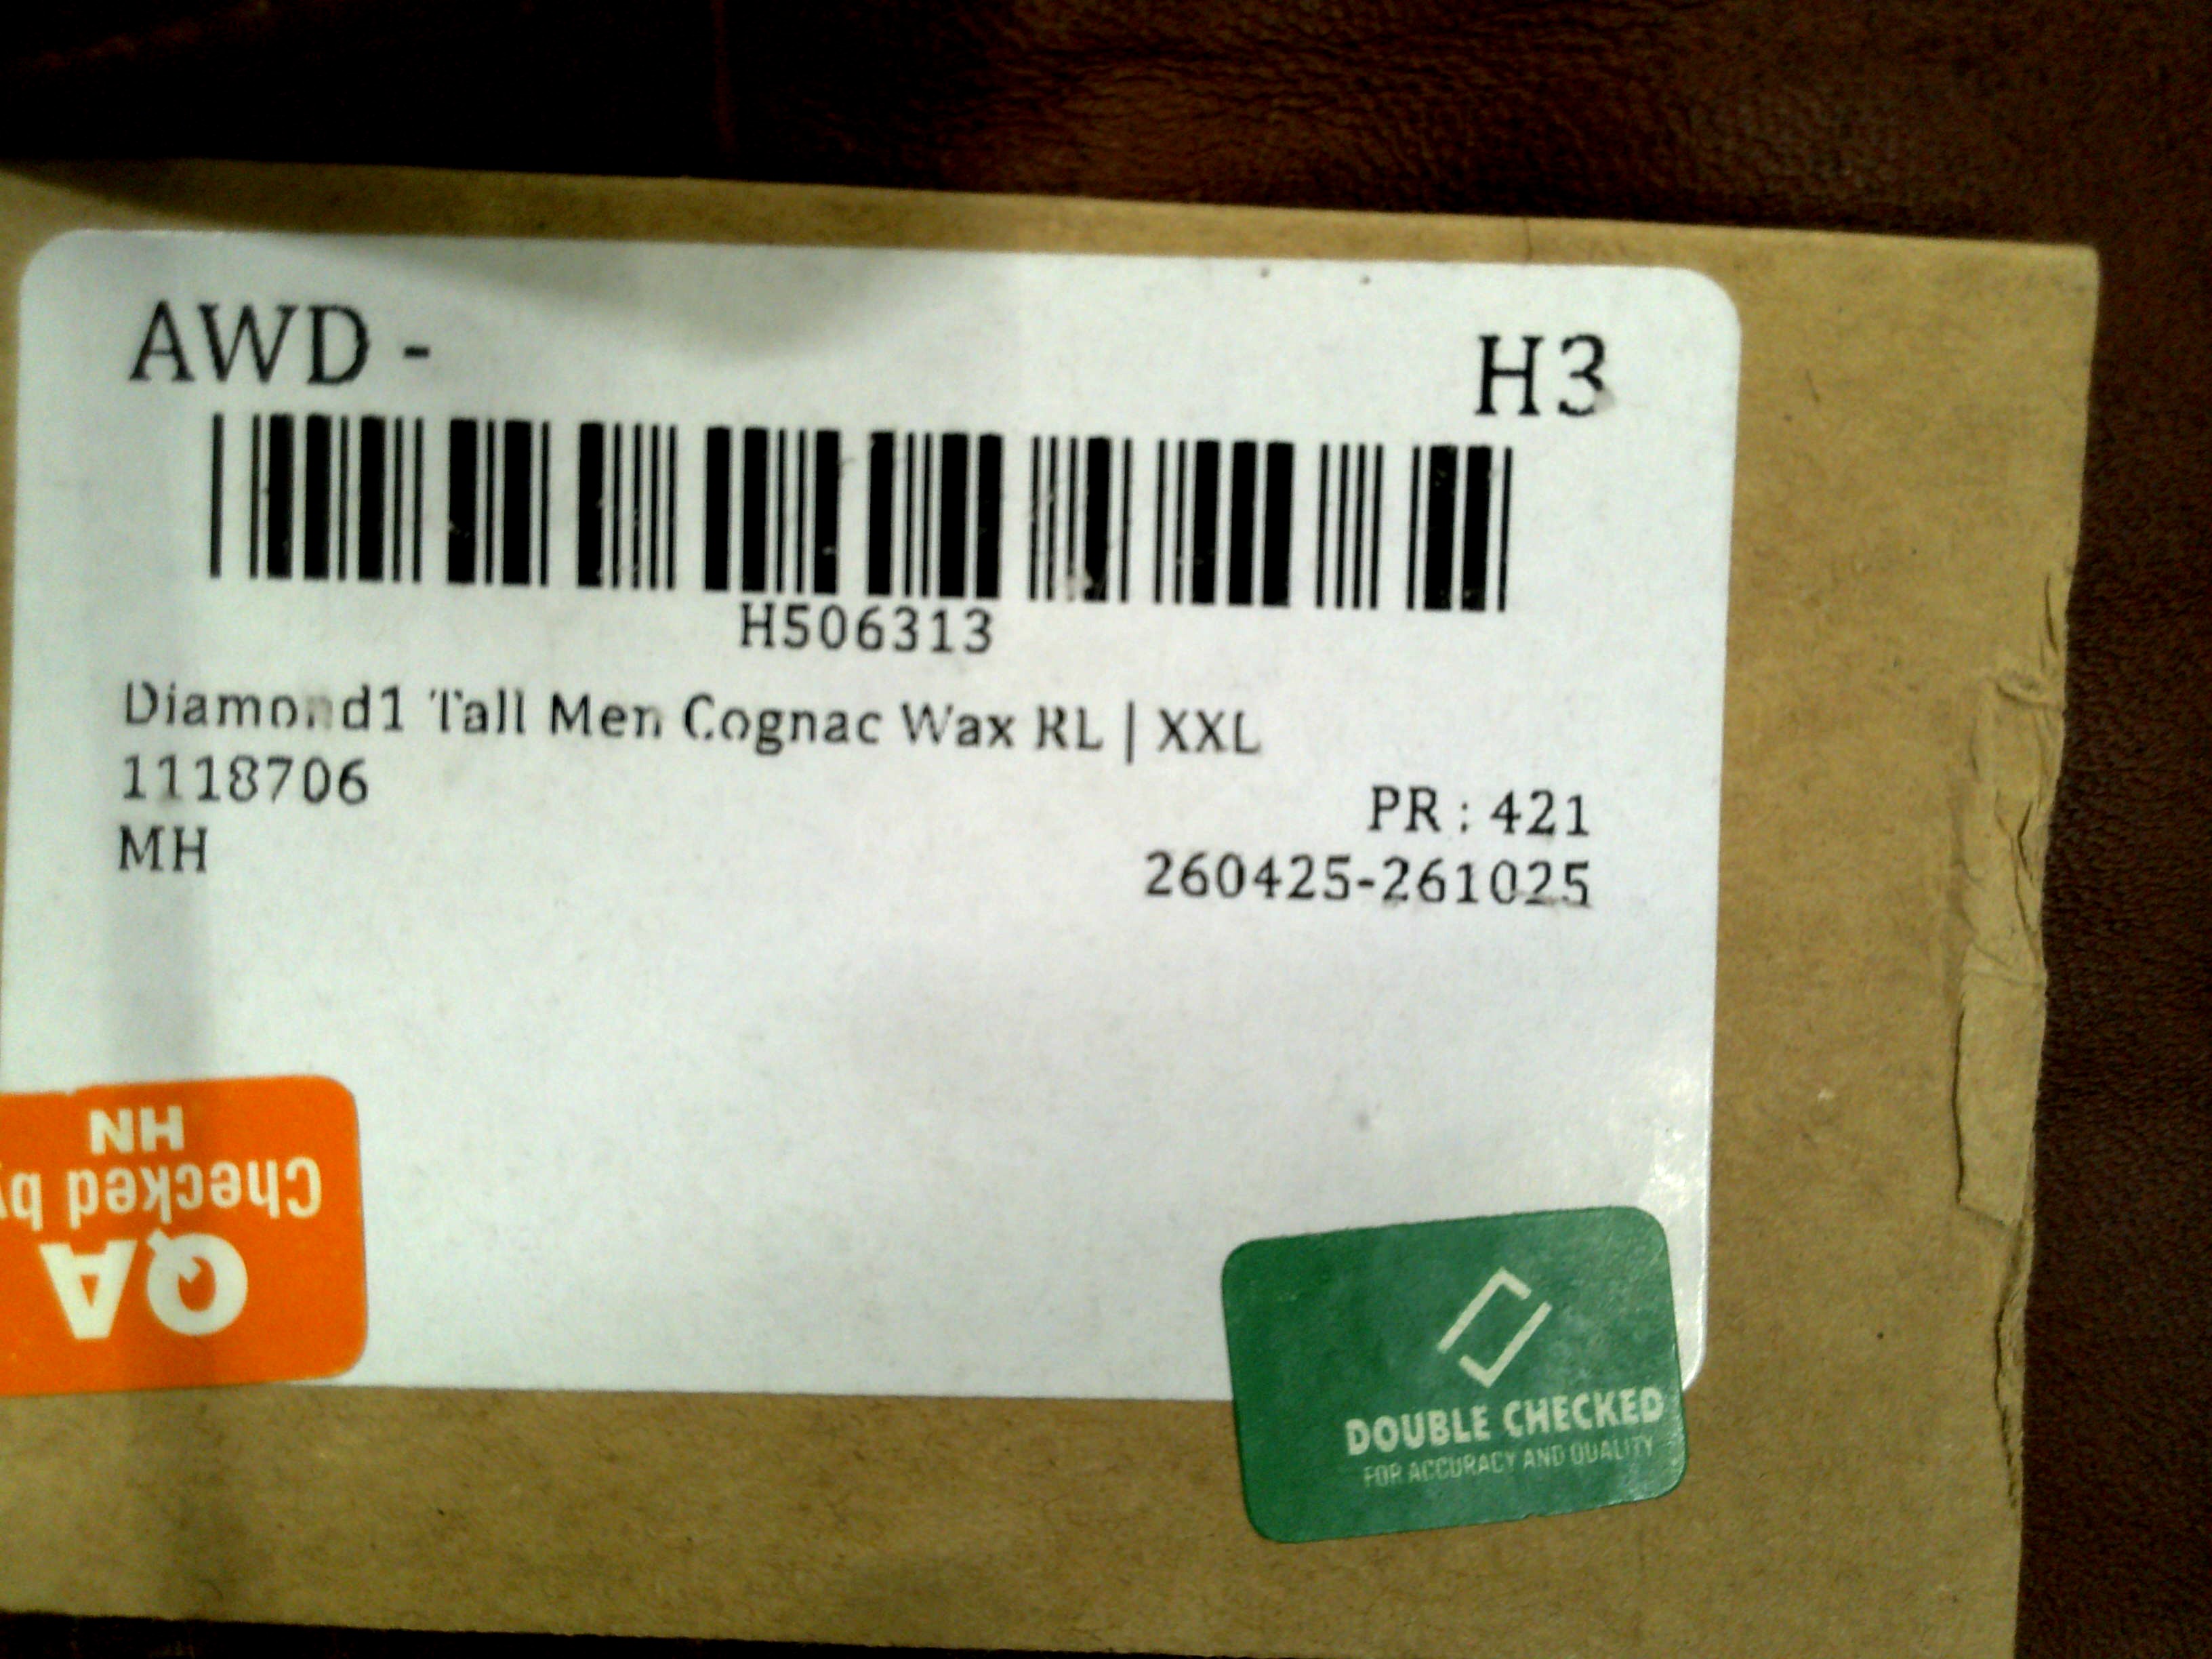 AWD - H3
H506313
Diamond1 Tall Men Cognac Wax RL | XXL
1118706
PR : 421
MH
260425-261025
QA
Checked by
HN
DOUBLE CHECKED
FOR ACCURACY AND QUALITY